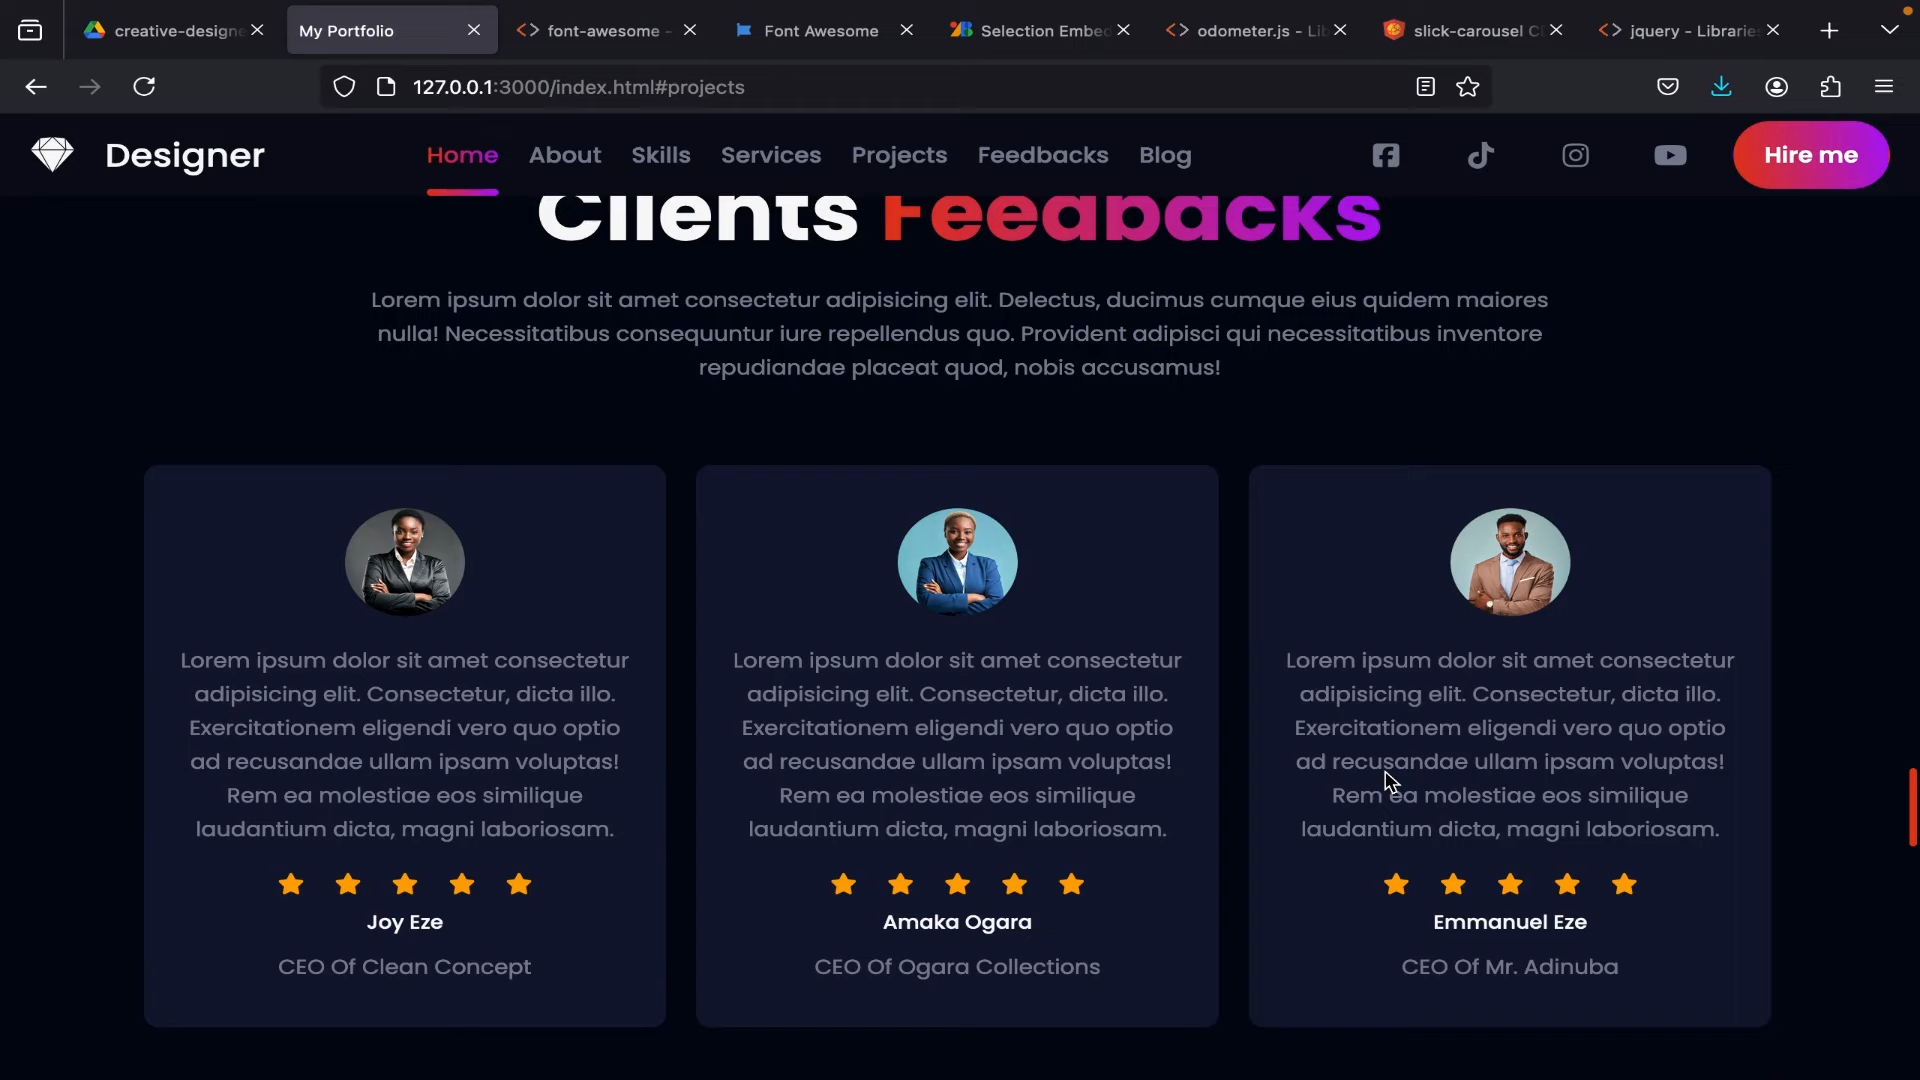 creative-designe
My Portfolio
font-awesome -
Font Awesome
Selection Embed
odometer.js - Lib
slick-carousel C
jquery - Libraries
127.0.0.1:3000/index.html#projects
Designer
Home
About
Skills
Services
Projects
Feedbacks
Blog
Hire me
Clients Feedbacks
Lorem ipsum dolor sit amet consectetur adipisicing elit. Delectus, ducimus cumque eius quidem maiores
nulla! Necessitatibus consequuntur iure repellendus quo. Provident adipisci qui necessitatibus inventore
repudiandae placeat quod, nobis accusamus!
Lorem ipsum dolor sit amet consectetur
adipisicing elit. Consectetur, dicta illo.
Exercitationem eligendi vero quo optio
ad recusandae ullam ipsam voluptas!
Rem ea molestiae eos similique
laudantium dicta, magni laboriosam.
Joy Eze
CEO Of Clean Concept
Lorem ipsum dolor sit amet consectetur
adipisicing elit. Consectetur, dicta illo.
Exercitationem eligendi vero quo optio
ad recusandae ullam ipsam voluptas!
Rem ea molestiae eos similique
laudantium dicta, magni laboriosam.
Amaka Ogara
CEO Of Ogara Collections
Lorem ipsum dolor sit amet consectetur
adipisicing elit. Consectetur, dicta illo.
Exercitationem eligendi vero quo optio
ad recusandae ullam ipsam voluptas!
Rem ea molestiae eos similique
laudantium dicta, magni laboriosam.
Emmanuel Eze
CEO Of Mr. Adinuba